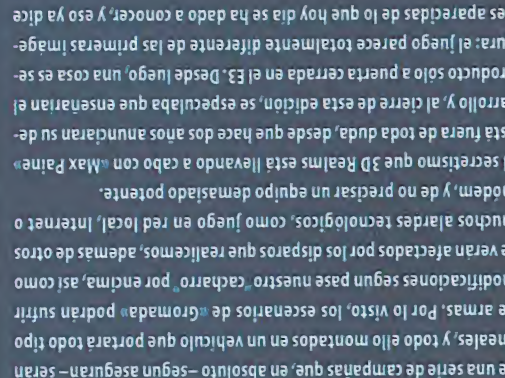 e una serie de campañas que, en absoluto –según aseguran– serán
neales, y todo ello montados en un vehículo que portará todo tipo
e armas. Por lo visto, los escenarios de «Gromada» podrán sufrir
modificaciones según pase nuestro "cacharro" por encima, así como
e verán afectados por los disparos que realicemos, además de otros
muchos alardes tecnológicos, como juego en red local, Internet o
módem, y de no precisar un equipo demasiado potente.
l secretismo que 3D Realms está llevando a cabo con «Max Paine»
stá fuera de toda duda, desde que hace dos años anunciaran su de-
arrollo y, al cierre de esta edición, se especulaba que enseñarían el
roducto sólo a puerta cerrada en el E3. Desde luego, una cosa es se-
ura: el juego parece totalmente diferente de las primeras imáge-
es aparecidas de lo que hoy día se ha dado a conocer, y eso ya dice